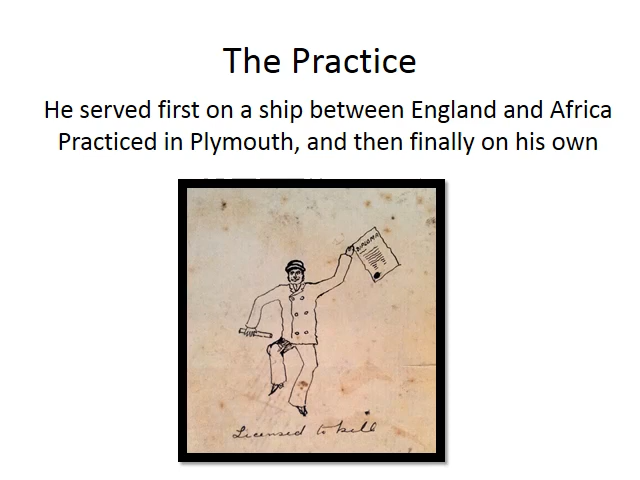 The Practice
He served first on a ship between England and Africa
Practiced in Plymouth, and then finally on his own
DIPLOMA
Licensed to kill